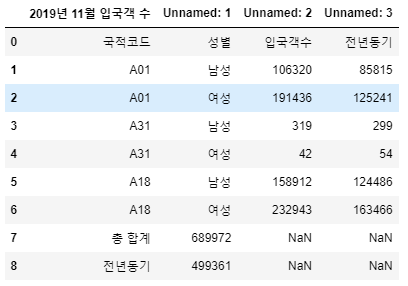 2019년 11월 입국객 수 Unnamed: 1 Unnamed: 2 Unnamed: 3
0 국적코드 성별 입국객수 전년동기
1 A01 남성 106320 85815
2 A01 여성 191436 125241
3 A31 남성 319 299
4 A31 여성 42 54
5 A18 남성 158912 124486
6 A18 여성 232943 163466
7 총 합계 689972 NaN NaN
8 전년동기 499361 NaN NaN